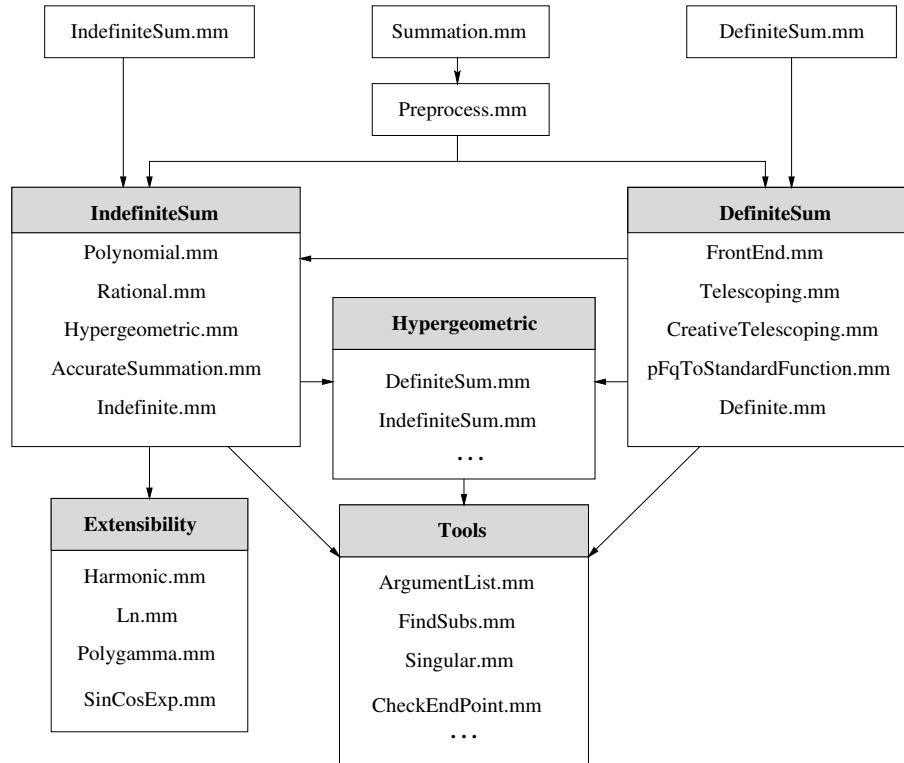 IndefiniteSum.mm
Summation.mm
DefiniteSum.mm
Preprocess.mm
IndefiniteSum
Polynomial.mm
Rational.mm
Hypergeometric.mm
AccurateSummation.mm
Indefinite.mm
DefiniteSum
FrontEnd.mm
Telescoping.mm
CreativeTelescoping.mm
pFqToStandardFunction.mm
Definite.mm
Hypergeometric
DefiniteSum.mm
IndefiniteSum.mm
...
Extensibility
Harmonic.mm
Ln.mm
Polygamma.mm
SinCosExp.mm
Tools
ArgumentList.mm
FindSubs.mm
Singular.mm
CheckEndPoint.mm
...